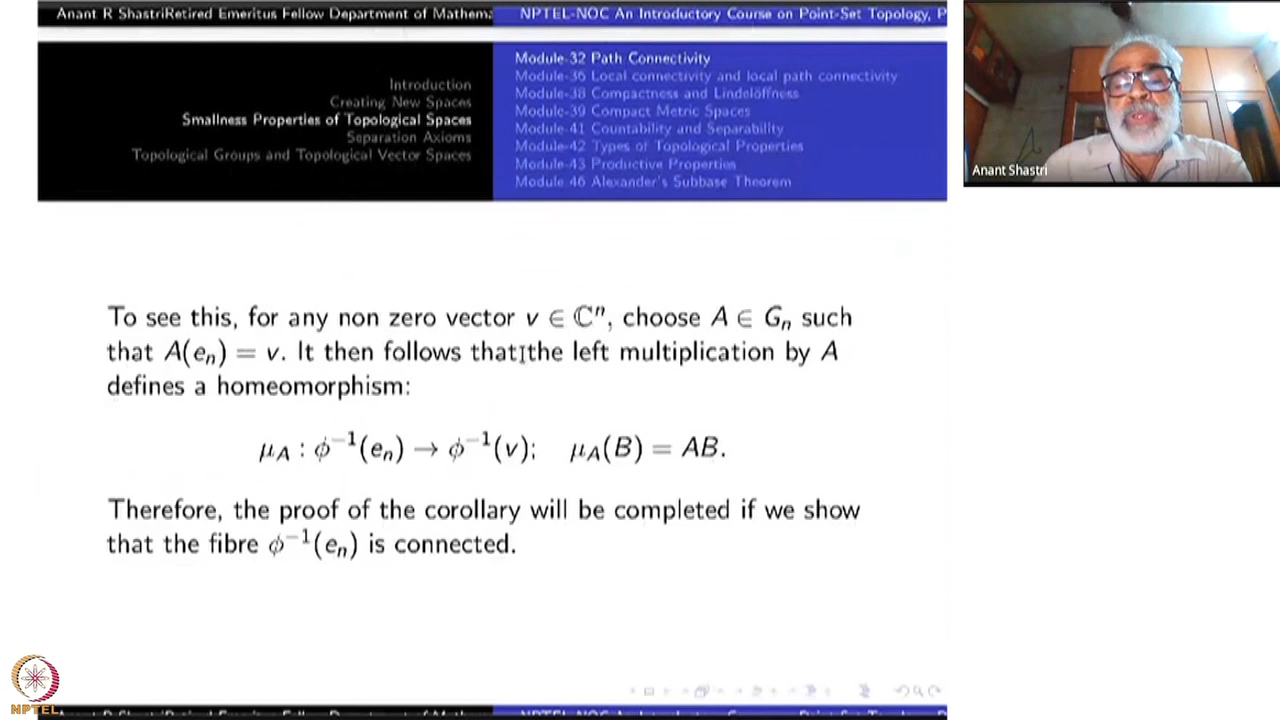 Anant R ShastriRetired Emeritus Fellow Department of Mathema
NPTEL-NOC An Introductory Course on Point-Set Topology, P
Introduction
Creating New Spaces
Smallness Properties of Topological Spaces
Separation Axioms
Topological Groups and Topological Vector Spaces
Module-32 Path Connectivity
Module-36 Local connectivity and local path connectivity
Module-38 Compactness and Lindelöffness
Module-39 Compact Metric Spaces
Module-41 Countability and Separability
Module-42 Types of Topological Properties
Module-43 Productive Properties
Module-46 Alexander's Subbase Theorem
Anant Shastri
To see this, for any non zero vector v ∈ ℂⁿ, choose A ∈ Gₙ such
that A(eₙ) = v. It then follows that the left multiplication by A
defines a homeomorphism:
μ_A : ϕ⁻¹(eₙ) → ϕ⁻¹(v); μ_A(B) = AB.
Therefore, the proof of the corollary will be completed if we show
that the fibre ϕ⁻¹(eₙ) is connected.
NPTEL